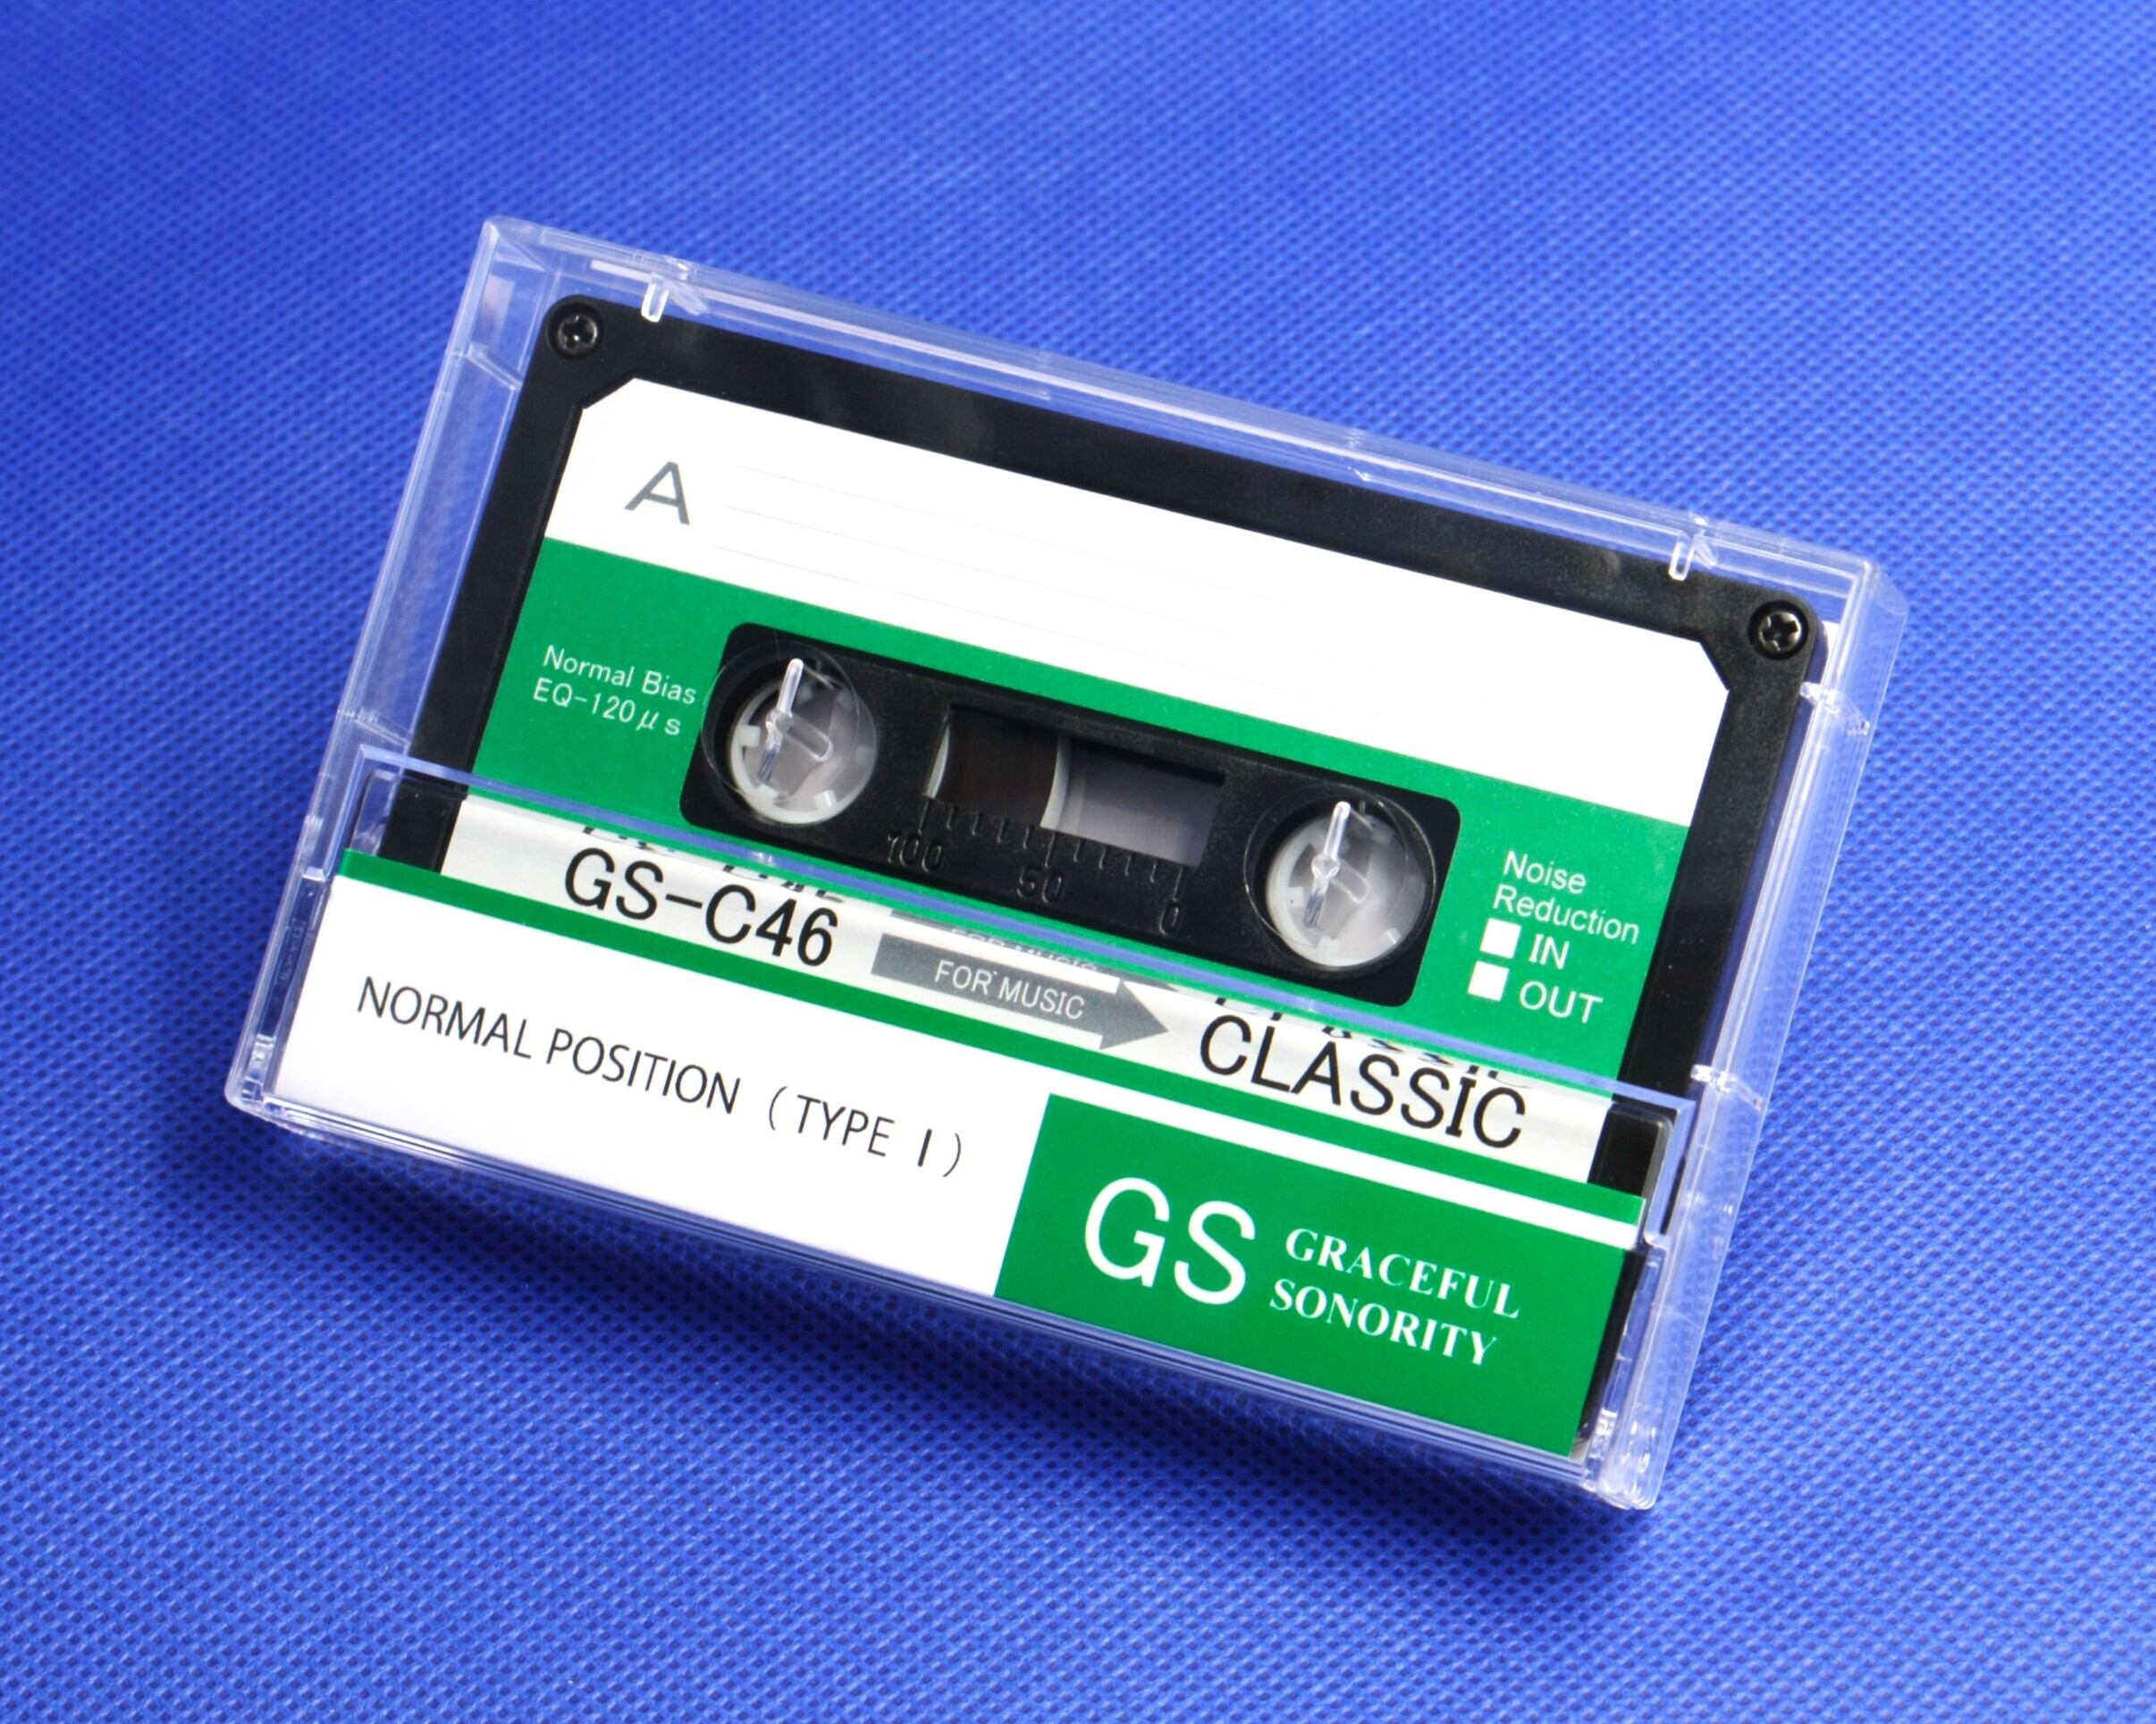 A
Normal Bias
EQ-120μs
100
50
0
Noise
Reduction
IN
OUT
GS-C46
FOR MUSIC
CLASSIC
NORMAL POSITION (TYPE I)
GS
GRACEFUL
SONORITY